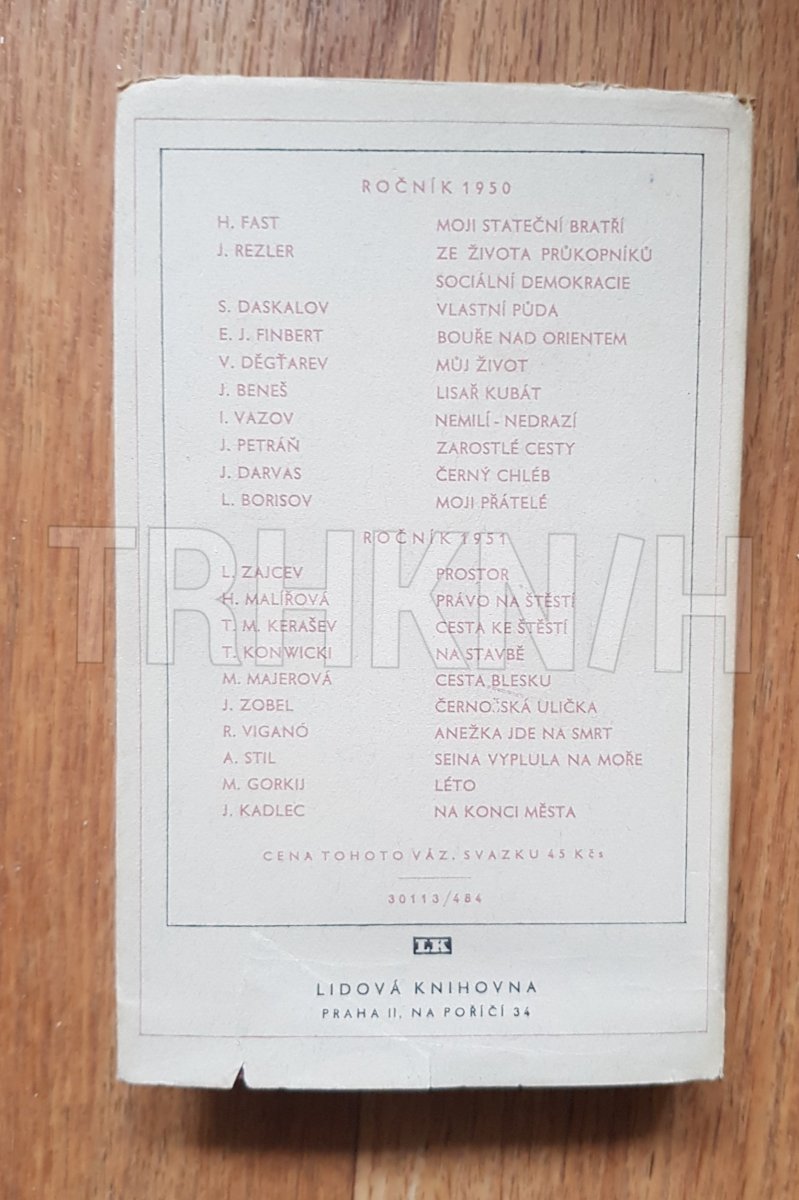 ROČNÍK 1950
H. FAST MOJI STATEČNÍ BRATŘÍ
J. REZLER ZE ŽIVOTA PRŮKOPNÍKŮ
SOCIÁLNÍ DEMOKRACIE
S. DASKALOV VLASTNÍ PŮDA
E. J. FINBERT BOUŘE NAD ORIENTEM
V. DĚGŤAREV MŮJ ŽIVOT
J. BENEŠ LISAŘ KUBÁT
I. VAZOV NEMILÍ - NEDRAZÍ
J. PETRÁŇ ZAROSTLÉ CESTY
J. DARVAS ČERNÝ CHLÉB
L. BORISOV MOJI PŘÁTELÉ
ROČNÍK 1951
L. ZAJCEV PROSTOR
H. MALÍŘOVÁ PRÁVO NA ŠTĚSTÍ
T. M. KERAŠEV CESTA KE ŠTĚSTÍ
T. KONWICKI NA STAVBĚ
M. MAJEROVÁ CESTA BLESKU
J. ZOBEL ČERNOŠSKÁ ULIČKA
R. VIGANÓ ANEŽKA JDE NA SMRT
A. STIL SEINA VYPLULA NA MOŘE
M. GORKIJ LÉTO
J. KADLEC NA KONCI MĚSTA
CENA TOHOTO VÁZ. SVAZKU 45 Kčs
30113/484
LK
LIDOVÁ KNIHOVNA
PRAHA II, NA POŘÍČÍ 34
TRHKNIH